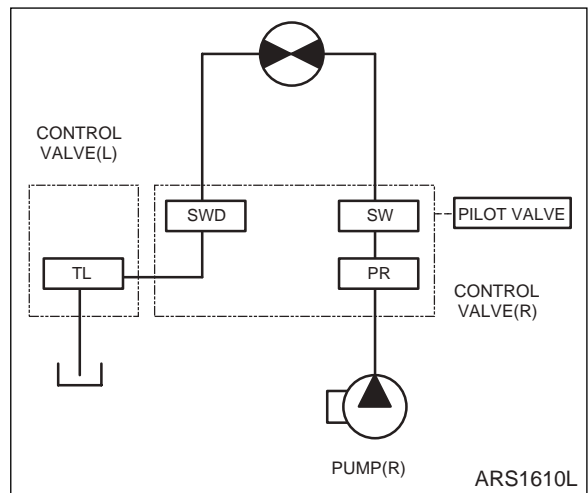 CONTROL
VALVE(L)
SWD
SW
PILOT VALVE
TL
PR
CONTROL
VALVE(R)
PUMP(R)
ARS1610L